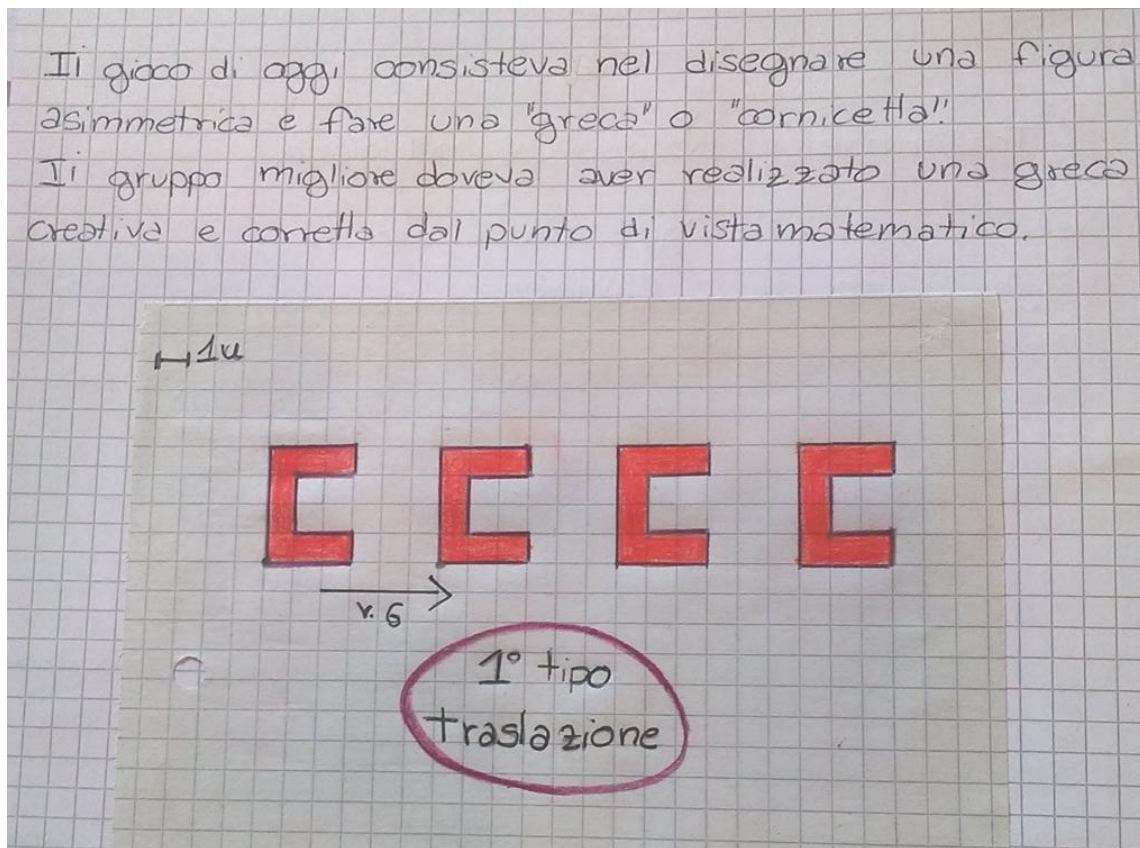 Il gioco di oggi consisteva nel disegnare una figura
asimmetrica e fare una "greca" o "cornicetta".
Il gruppo migliore doveva aver realizzato una greca
creativa e corretta dal punto di vista matematico.
1u
v. 6
1° tipo
traslazione